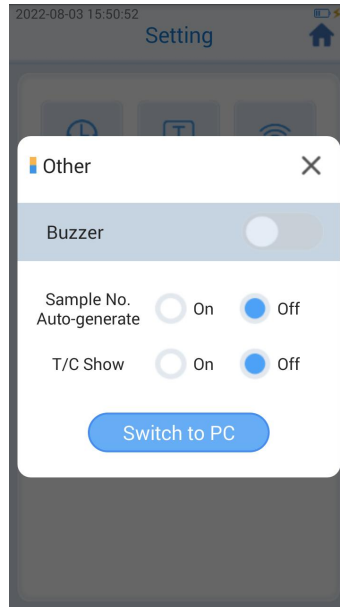 2022-08-03 15:50:52
Setting
T
Other
Buzzer
Sample No.
Auto-generate
On
Off
T/C Show
On
Off
Switch to PC